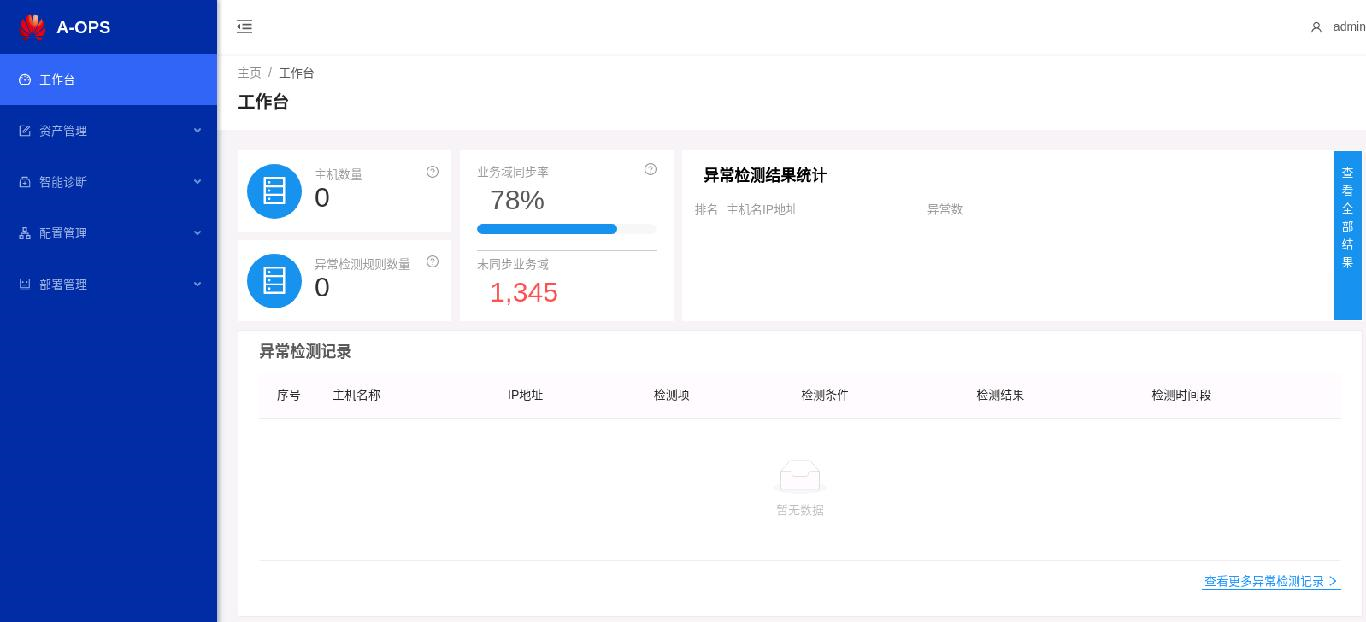 A-OPS
admin
工作台
资产管理
智能诊断
配置管理
部署管理
主页 / 工作台
工作台
主机数量
0
异常检测规则数量
0
业务域同步率
78%
未同步业务域
1,345
异常检测结果统计
排名 主机名IP地址 异常数
查看全部结果
异常检测记录
序号 主机名称 IP地址 检测项 检测条件 检测结果 检测时间段
暂无数据
查看更多异常检测记录 >